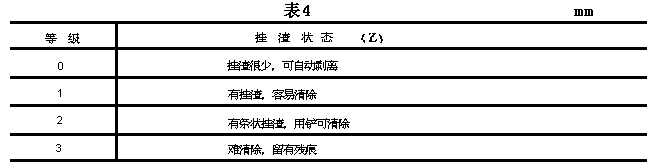 表4 mm
等 级 挂 渣 状 态 (Z)
0 挂渣很少，可自动剥离
1 有挂渣，容易清除
2 有条状挂渣，用铲可清除
3 难清除，留有残痕